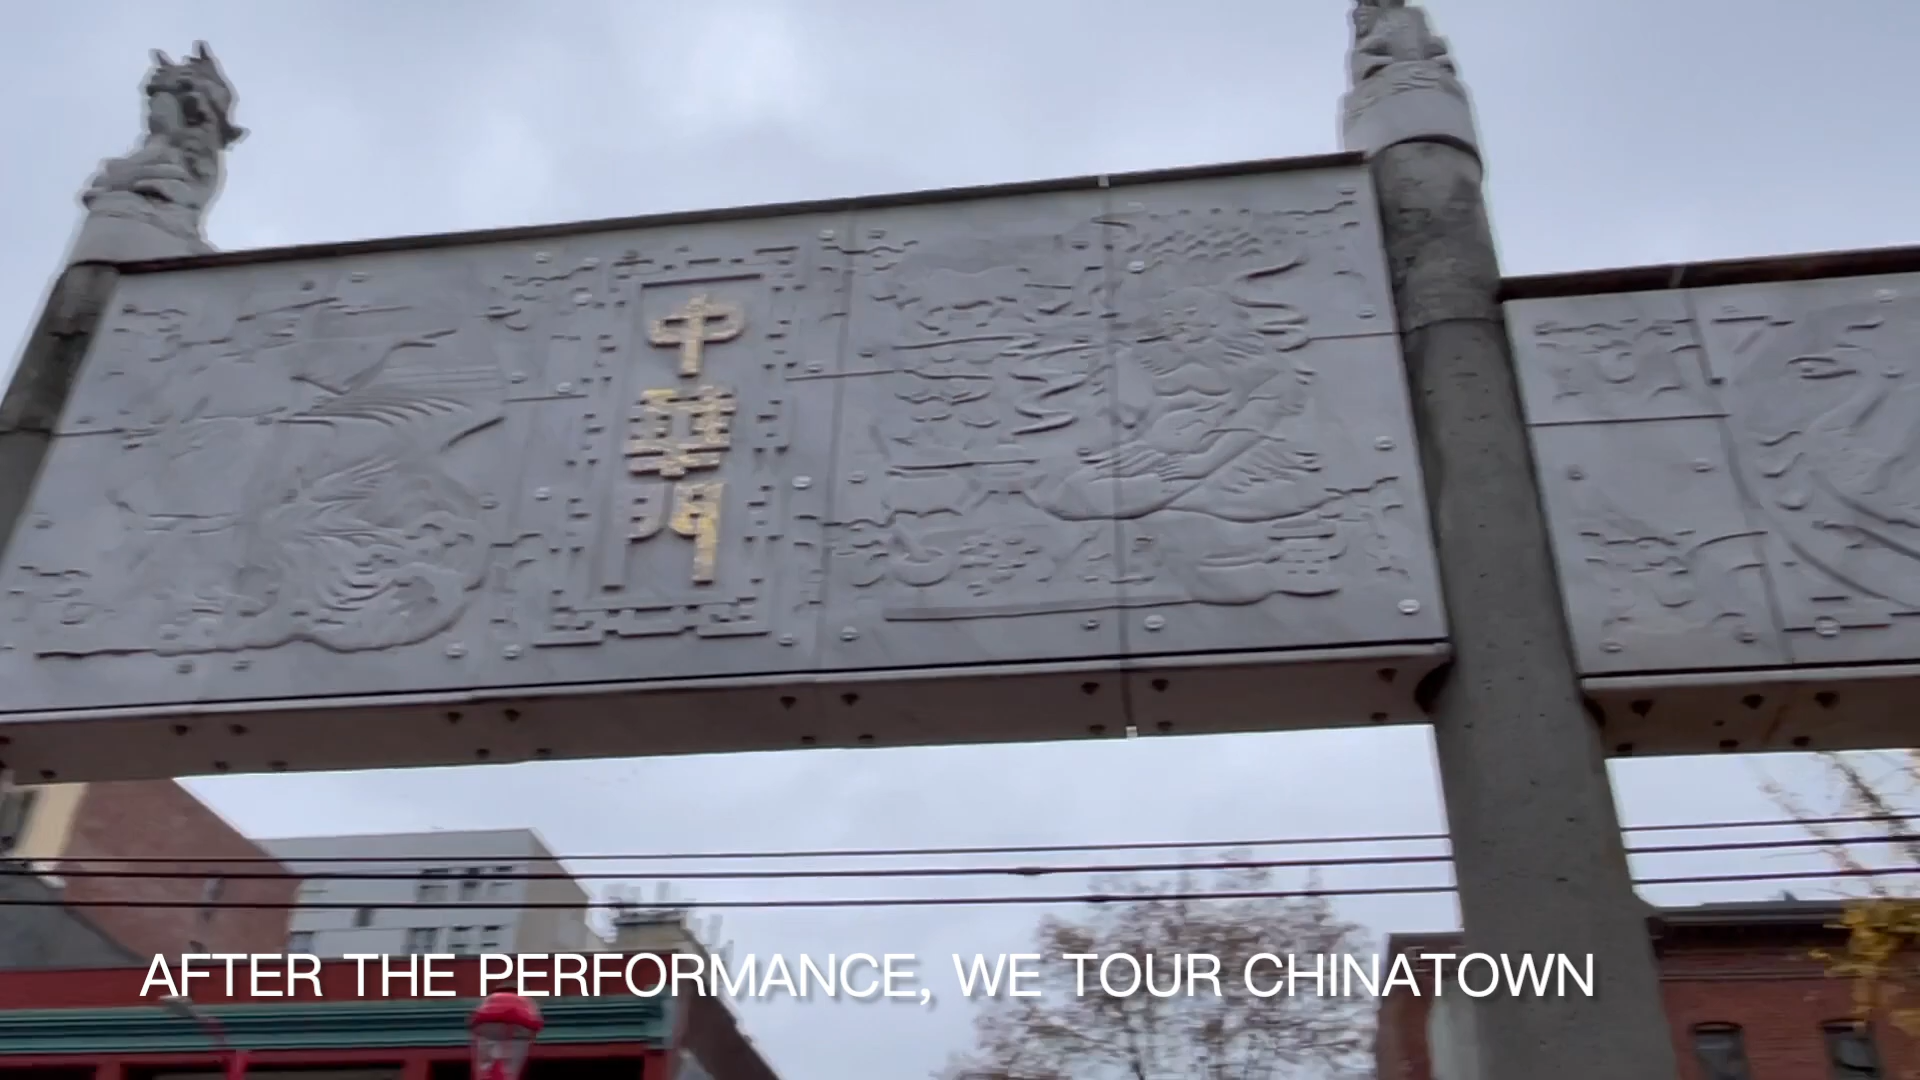 中華門
AFTER THE PERFORMANCE, WE TOUR CHINATOWN